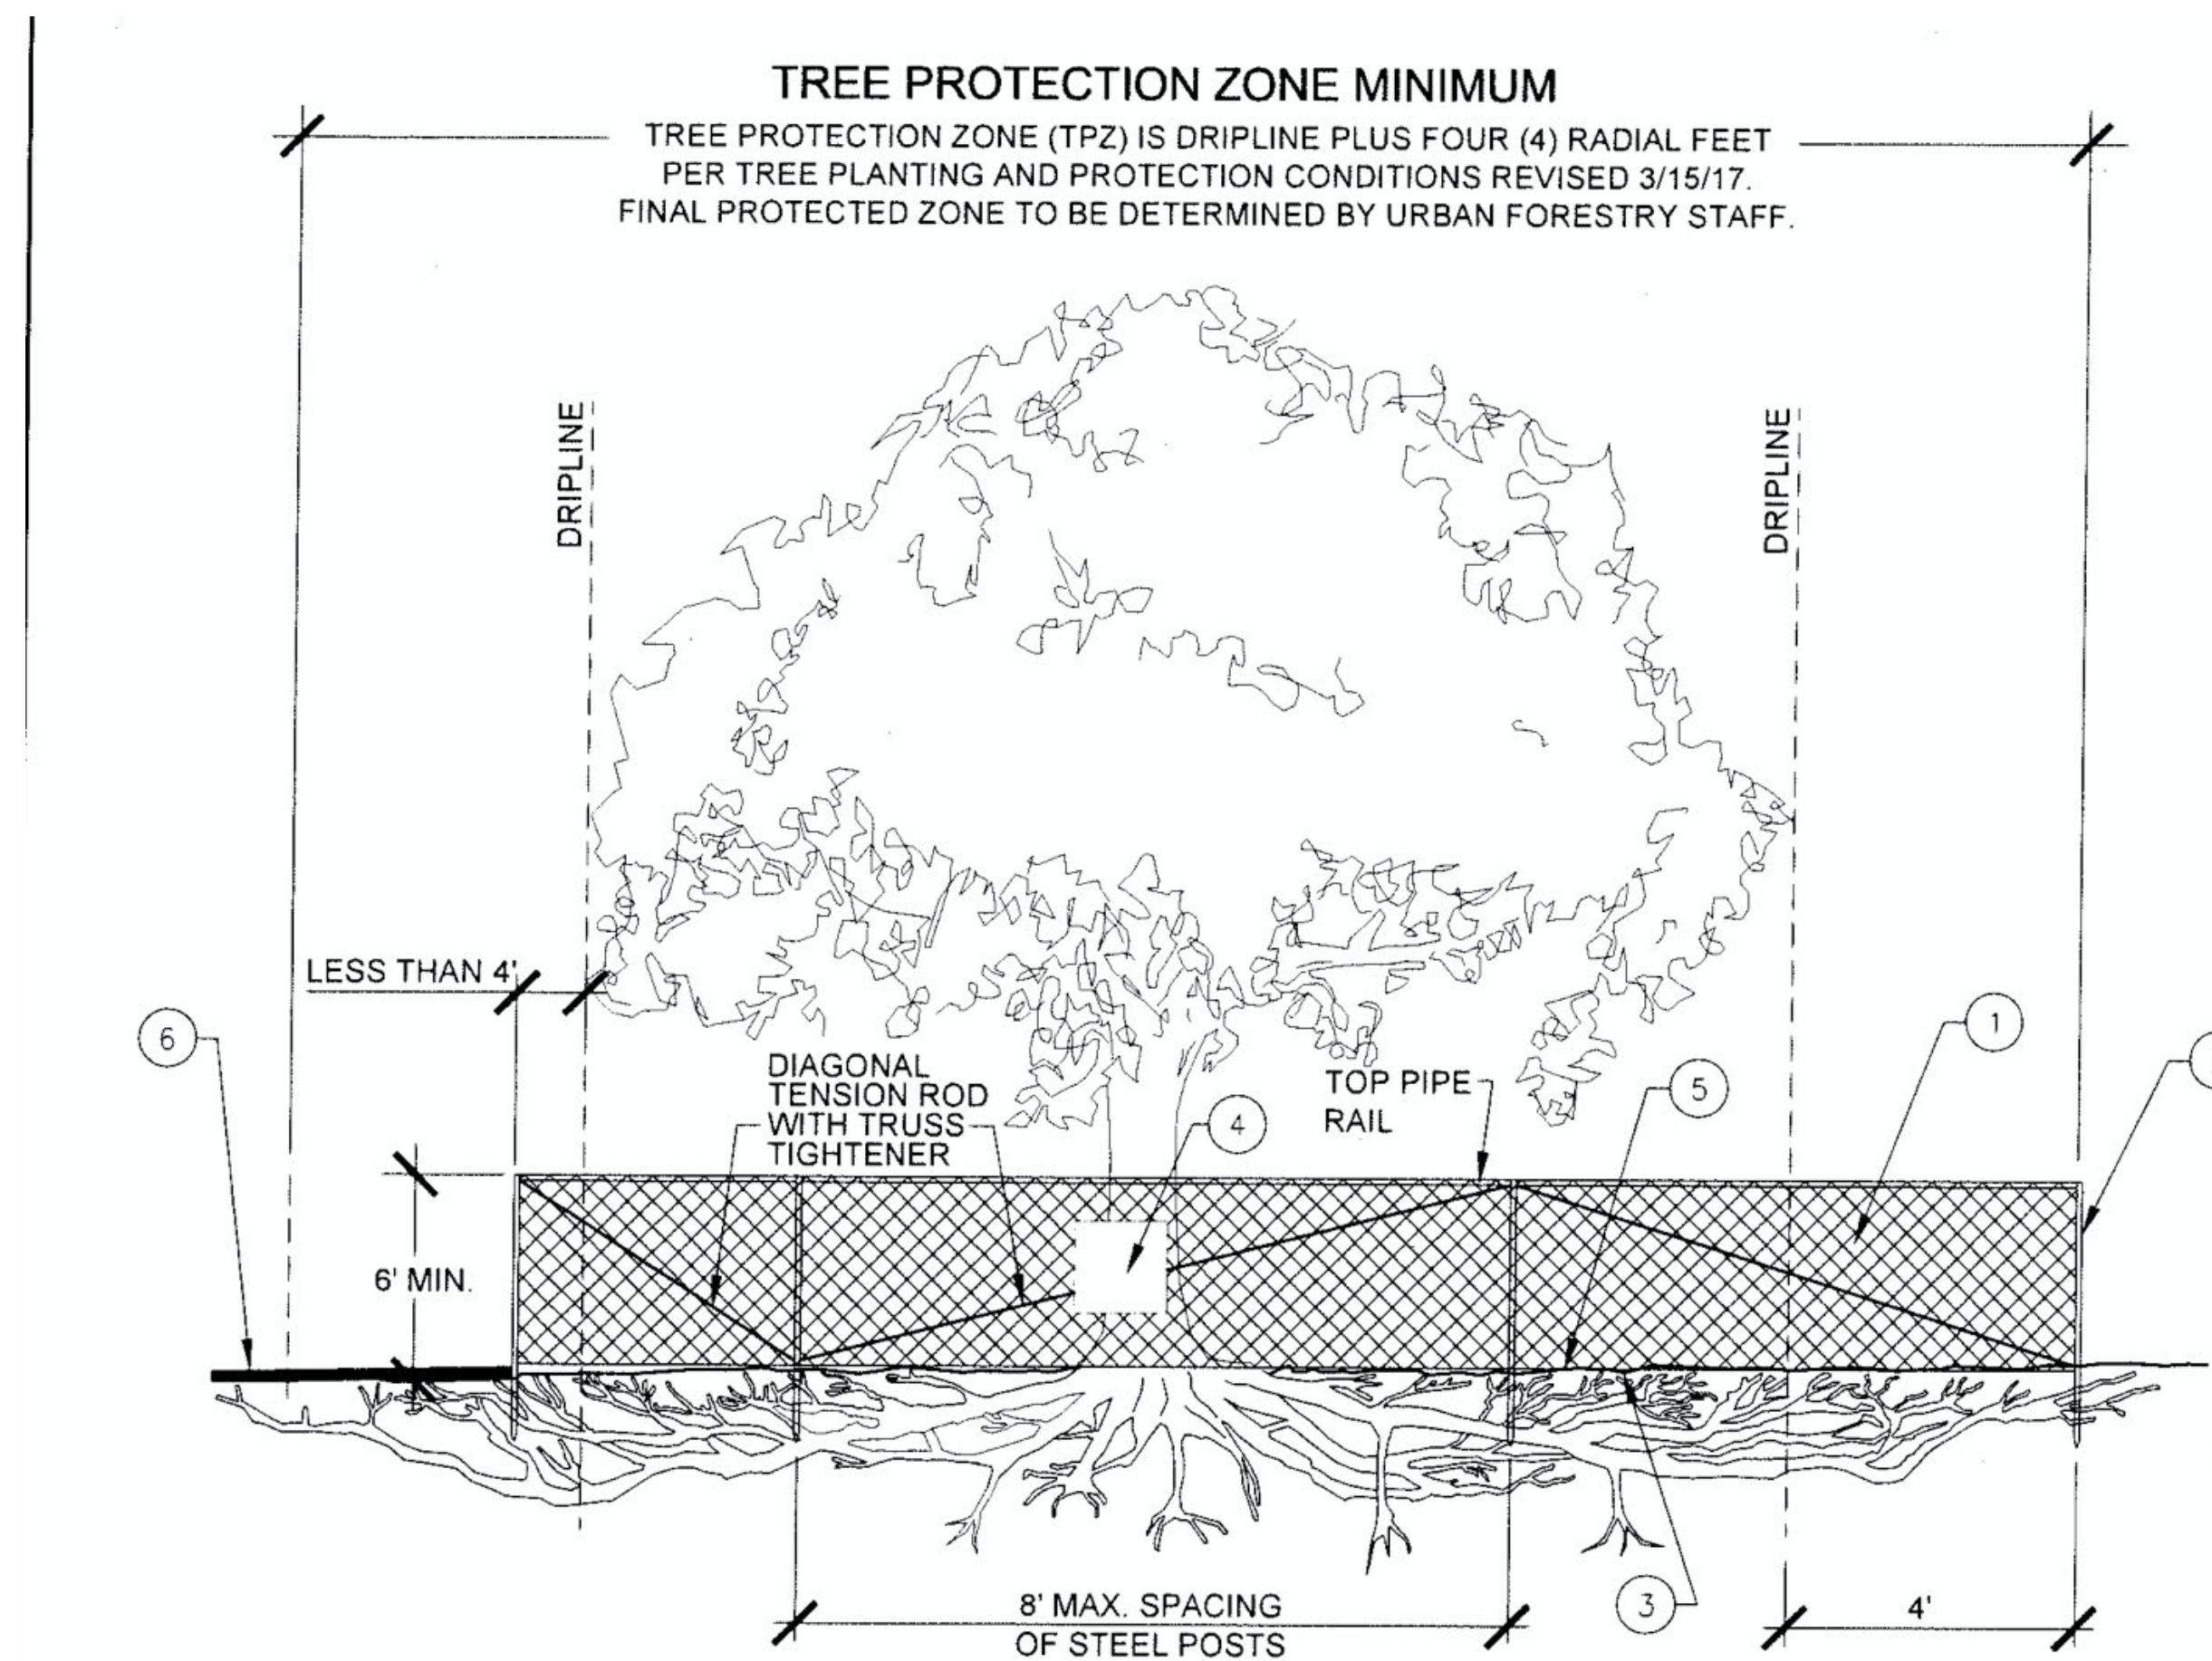 TREE PROTECTION ZONE MINIMUM
TREE PROTECTION ZONE (TPZ) IS DRIPLINE PLUS FOUR (4) RADIAL FEET
PER TREE PLANTING AND PROTECTION CONDITIONS REVISED 3/15/17.
FINAL PROTECTED ZONE TO BE DETERMINED BY URBAN FORESTRY STAFF.
DRIPLINE
DRIPLINE
LESS THAN 4'
6
1
DIAGONAL
TENSION ROD
WITH TRUSS
TIGHTENER
4
TOP PIPE
RAIL
5
6' MIN.
8' MAX. SPACING
OF STEEL POSTS
3
4'